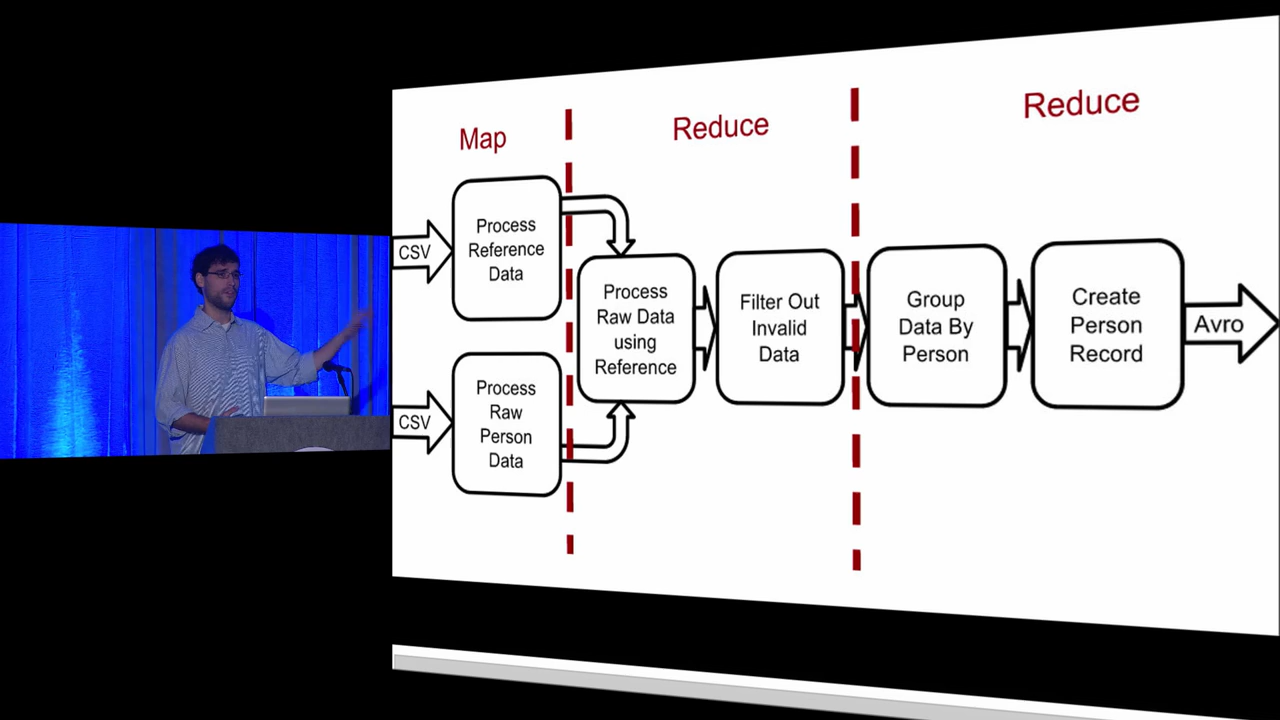 Map
Reduce
Reduce
CSV
Process
Reference
Data
CSV
Process
Raw
Person
Data
Process
Raw Data
using
Reference
Filter Out
Invalid
Data
Group
Data By
Person
Create
Person
Record
Avro